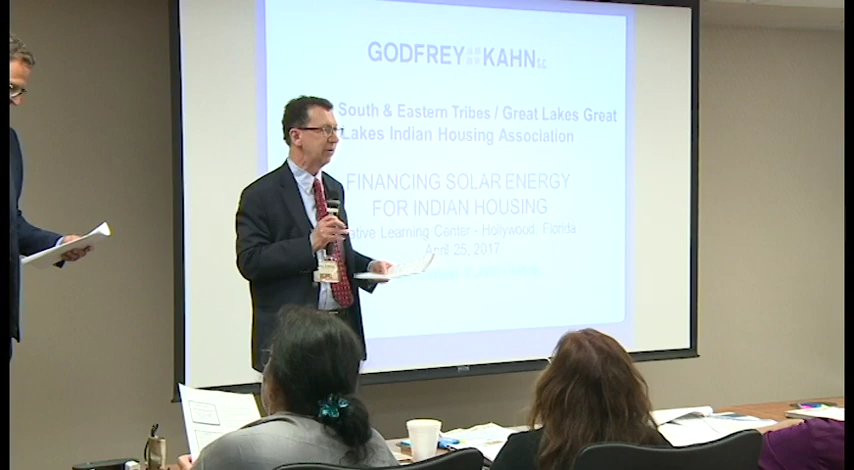 GODFREY KAHN S.C.
South & Eastern Tribes / Great Lakes Great
Lakes Indian Housing Association
FINANCING SOLAR ENERGY
FOR INDIAN HOUSING
Learning Center - Hollywood, Florida
April 25, 2017